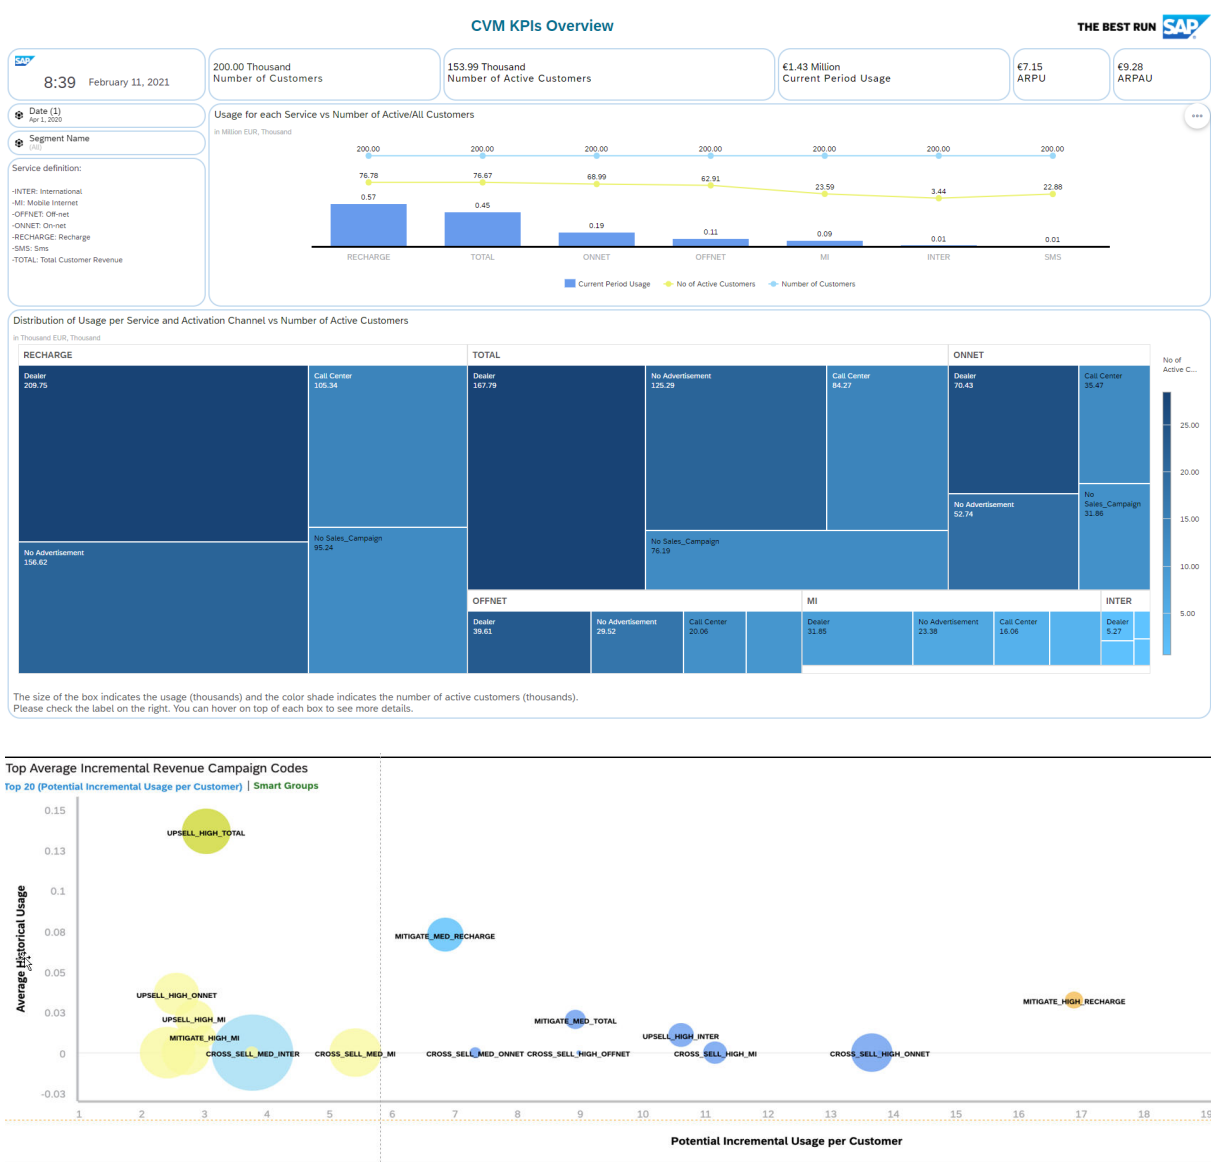 CVM KPIs Overview
THE BEST RUN SAP
SAP
8:39 February 11, 2021
200.00 Thousand
Number of Customers
153.99 Thousand
Number of Active Customers
€1.43 Million
Current Period Usage
€7.15
ARPU
€9.28
ARPAU
Date (1)
Apr 1, 2020
Segment Name
(All)
Service definition:
-INTER: International
-MI: Mobile Internet
-OFFNET: Off-net
-ONNET: On-net
-RECHARGE: Recharge
-SMS: Sms
-TOTAL: Total Customer Revenue
Usage for each Service vs Number of Active/All Customers
in Million EUR, Thousand
200.00 200.00 200.00 200.00 200.00 200.00 200.00
76.78 76.67 68.99 62.91 23.59 3.44 22.88
0.57 0.45 0.19 0.11 0.09 0.01 0.01
RECHARGE TOTAL ONNET OFFNET MI INTER SMS
Current Period Usage No of Active Customers Number of Customers
Distribution of Usage per Service and Activation Channel vs Number of Active Customers
in Thousand EUR, Thousand
RECHARGE
Dealer
209.75
Call Center
105.34
No Advertisement
156.62
No Sales_Campaign
95.24
TOTAL
Dealer
167.79
No Advertisement
125.29
Call Center
84.27
No Sales_Campaign
76.19
ONNET
Dealer
70.43
Call Center
35.47
No Advertisement
52.74
No
Sales_Campaign
31.86
OFFNET
Dealer
39.61
No Advertisement
29.52
Call Center
20.06
MI
Dealer
31.85
No Advertisement
23.38
Call Center
16.06
INTER
Dealer
5.27
No of
Active C...
25.00
20.00
15.00
10.00
5.00
The size of the box indicates the usage (thousands) and the color shade indicates the number of active customers (thousands).
Please check the label on the right. You can hover on top of each box to see more details.
Top Average Incremental Revenue Campaign Codes
Top 20 (Potential Incremental Usage per Customer) | Smart Groups
Average Historical Usage
0.15
0.13
0.1
0.08
0.05
0.03
0
-0.03
UPSELL_HIGH_TOTAL
MITIGATE_MED_RECHARGE
UPSELL_HIGH_ONNET
MITIGATE_HIGH_RECHARGE
UPSELL_HIGH_MI
MITIGATE_MED_TOTAL
MITIGATE_HIGH_MI
UPSELL_HIGH_INTER
CROSS_SELL_MED_INTER
CROSS_SELL_MED_MI
CROSS_SELL_MED_ONNET
CROSS_SELL_HIGH_OFFNET
CROSS_SELL_HIGH_MI
CROSS_SELL_HIGH_ONNET
1 2 3 4 5 6 7 8 9 10 11 12 13 14 15 16 17 18 19
Potential Incremental Usage per Customer